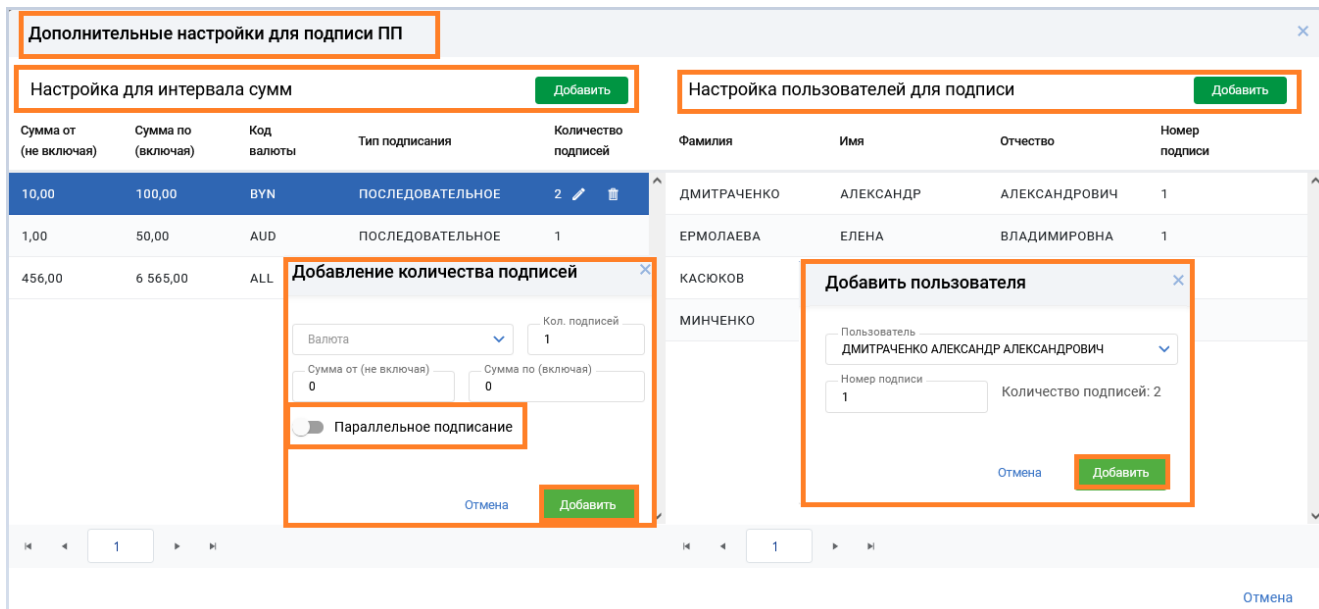 Дополнительные настройки для подписи ПП
Настройка для интервала сумм Добавить
Сумма от (не включая) Сумма по (включая) Код валюты Тип подписания Количество подписей
10,00 100,00 BYN ПОСЛЕДОВАТЕЛЬНОЕ 2
1,00 50,00 AUD ПОСЛЕДОВАТЕЛЬНОЕ 1
456,00 6 565,00 ALL
Добавление количества подписей
Валюта
Кол. подписей
1
Сумма от (не включая)
0
Сумма по (включая)
0
Параллельное подписание
Отмена Добавить
1
Настройка пользователей для подписи Добавить
Фамилия Имя Отчество Номер подписи
ДМИТРАЧЕНКО АЛЕКСАНДР АЛЕКСАНДРОВИЧ 1
ЕРМОЛАЕВА ЕЛЕНА ВЛАДИМИРОВНА 1
КАСЮКОВ
МИНЧЕНКО
Добавить пользователя
Пользователь
ДМИТРАЧЕНКО АЛЕКСАНДР АЛЕКСАНДРОВИЧ
Номер подписи
1
Количество подписей: 2
Отмена Добавить
1
Отмена